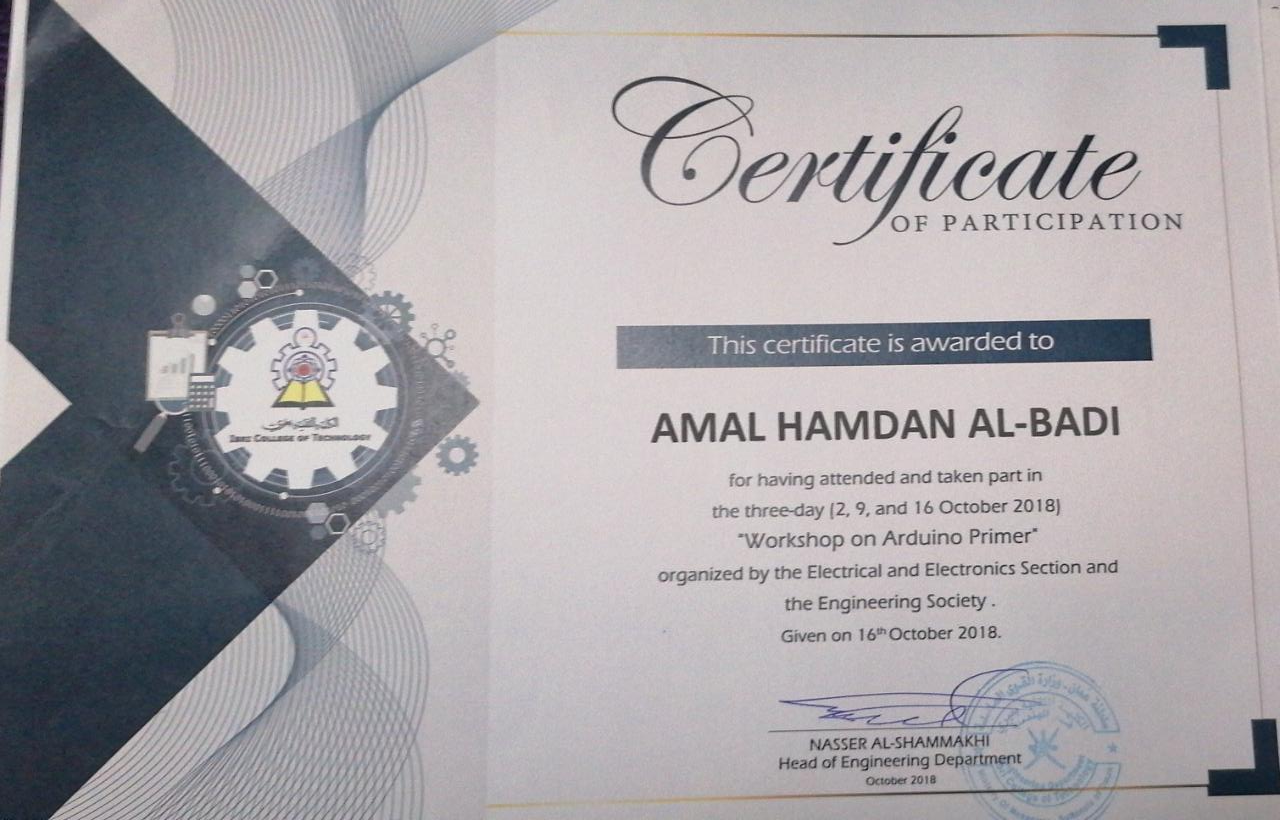 Certificate
OF PARTICIPATION
This certificate is awarded to
AMAL HAMDAN AL-BADI
for having attended and taken part in
the three-day (2, 9, and 16 October 2018)
"Workshop on Arduino Primer"
organized by the Electrical and Electronics Section and
the Engineering Society .
Given on 16th October 2018.
NASSER AL-SHAMMAKHI
Head of Engineering Department
October 2018
IBRI COLLEGE OF TECHNOLOGY